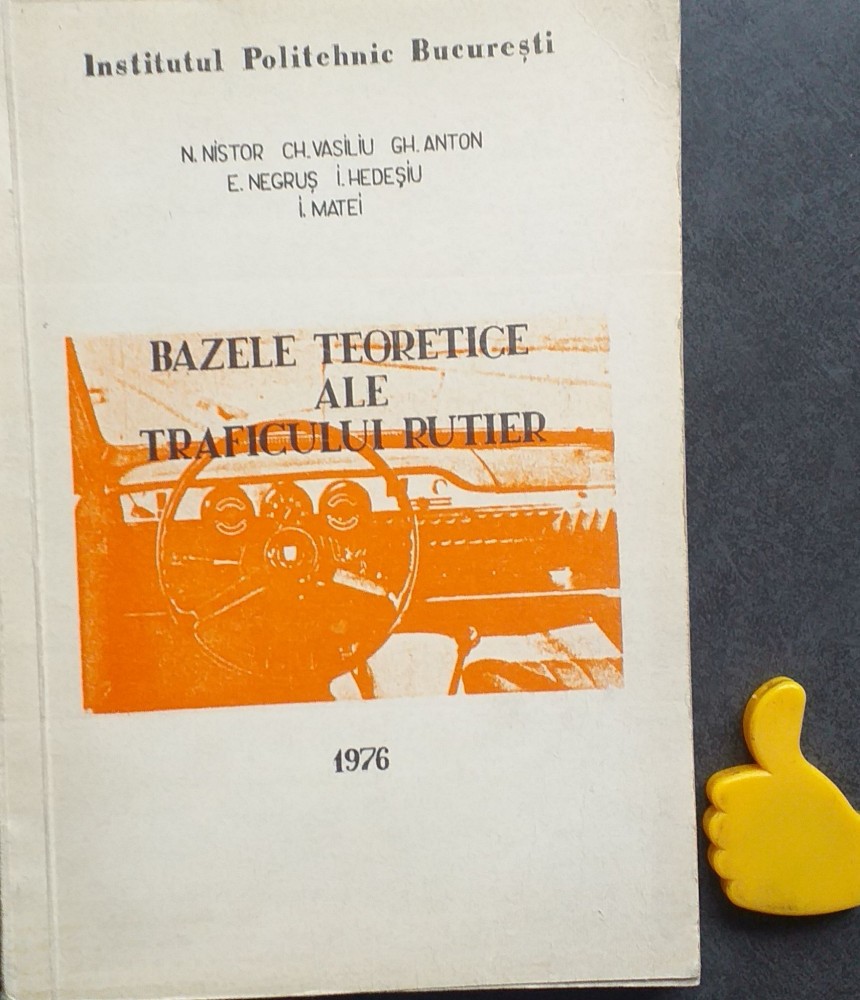 Institutul Politehnic București
N. NISTOR CH. VASILIU GH. ANTON
E. NEGRUȘ I. HEDEȘIU
I. MATEI
BAZELE TEORETICE
ALE
TRAFICULUI RUTIER
1976